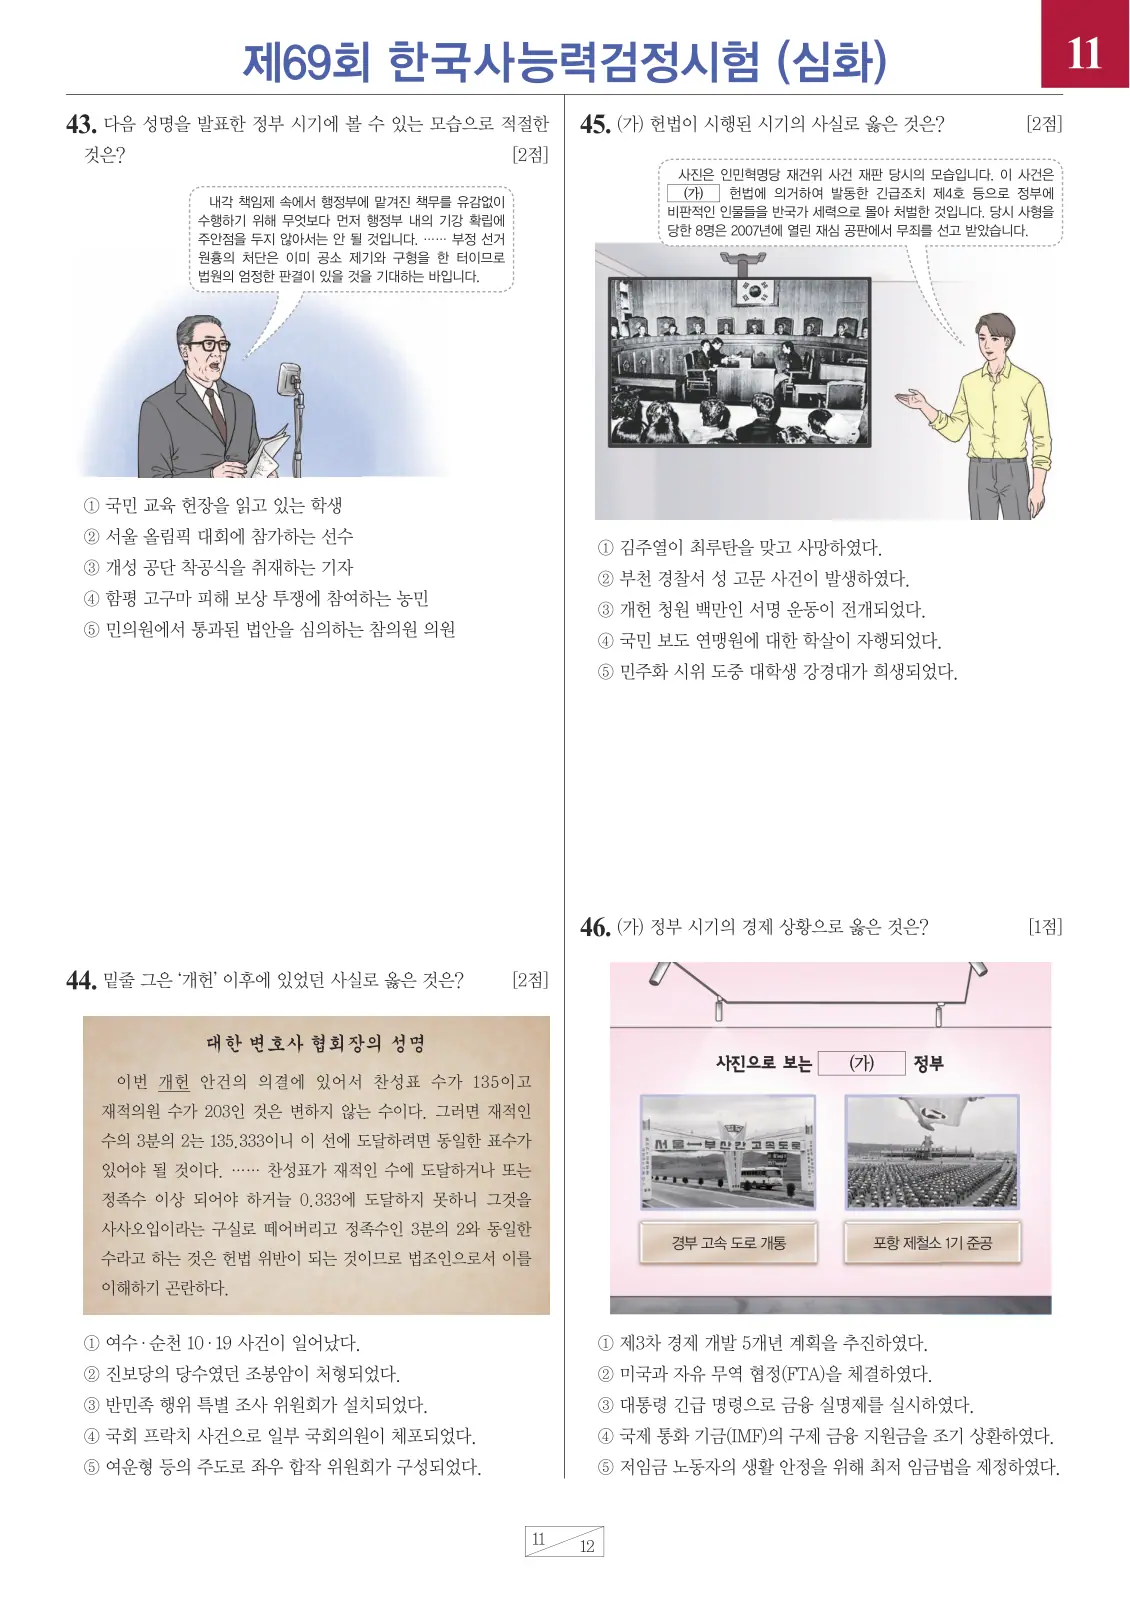 제69회 한국사능력검정시험 (심화)
11
43. 다음 성명을 발표한 정부 시기에 볼 수 있는 모습으로 적절한
것은? [2점]
내각 책임제 속에서 행정부에 맡겨진 책무를 유감없이
수행하기 위해 무엇보다 먼저 행정부 내의 기강 확립에
주안점을 두지 않아서는 안 될 것입니다. …… 부정 선거
원흉의 처단은 이미 공소 제기와 구형을 한 터이므로
법원의 엄정한 판결이 있을 것을 기대하는 바입니다.
① 국민 교육 헌장을 읽고 있는 학생
② 서울 올림픽 대회에 참가하는 선수
③ 개성 공단 착공식을 취재하는 기자
④ 함평 고구마 피해 보상 투쟁에 참여하는 농민
⑤ 민의원에서 통과된 법안을 심의하는 참의원 의원
44. 밑줄 그은 ‘개헌’ 이후에 있었던 사실로 옳은 것은? [2점]
대한 변호사 협회장의 성명
이번 개헌 안건의 의결에 있어서 찬성표 수가 135이고
재적의원 수가 203인 것은 변하지 않는 수이다. 그러면 재적인
수의 3분의 2는 135.333이니 이 선에 도달하려면 동일한 표수가
있어야 될 것이다. …… 찬성표가 재적인 수에 도달하거나 또는
정족수 이상 되어야 하거늘 0.333에 도달하지 못하니 그것을
사사오입이라는 구실로 떼어버리고 정족수인 3분의 2와 동일한
수라고 하는 것은 헌법 위반이 되는 것이므로 법조인으로서 이를
이해하기 곤란하다.
① 여수·순천 10·19 사건이 일어났다.
② 진보당의 당수였던 조봉암이 처형되었다.
③ 반민족 행위 특별 조사 위원회가 설치되었다.
④ 국회 프락치 사건으로 일부 국회의원이 체포되었다.
⑤ 여운형 등의 주도로 좌우 합작 위원회가 구성되었다.
45. (가) 헌법이 시행된 시기의 사실로 옳은 것은? [2점]
사진은 인민혁명당 재건위 사건 재판 당시의 모습입니다. 이 사건은
(가) 헌법에 의거하여 발동한 긴급조치 제4호 등으로 정부에
비판적인 인물들을 반국가 세력으로 몰아 처벌한 것입니다. 당시 사형을
당한 8명은 2007년에 열린 재심 공판에서 무죄를 선고 받았습니다.
① 김주열이 최루탄을 맞고 사망하였다.
② 부천 경찰서 성 고문 사건이 발생하였다.
③ 개헌 청원 백만인 서명 운동이 전개되었다.
④ 국민 보도 연맹원에 대한 학살이 자행되었다.
⑤ 민주화 시위 도중 대학생 강경대가 희생되었다.
46. (가) 정부 시기의 경제 상황으로 옳은 것은? [1점]
사진으로 보는 (가) 정부
서울↔부산간 고속도로
경부 고속 도로 개통
포항 제철소 1기 준공
① 제3차 경제 개발 5개년 계획을 추진하였다.
② 미국과 자유 무역 협정(FTA)을 체결하였다.
③ 대통령 긴급 명령으로 금융 실명제를 실시하였다.
④ 국제 통화 기금(IMF)의 구제 금융 지원금을 조기 상환하였다.
⑤ 저임금 노동자의 생활 안정을 위해 최저 임금법을 제정하였다.
11
12